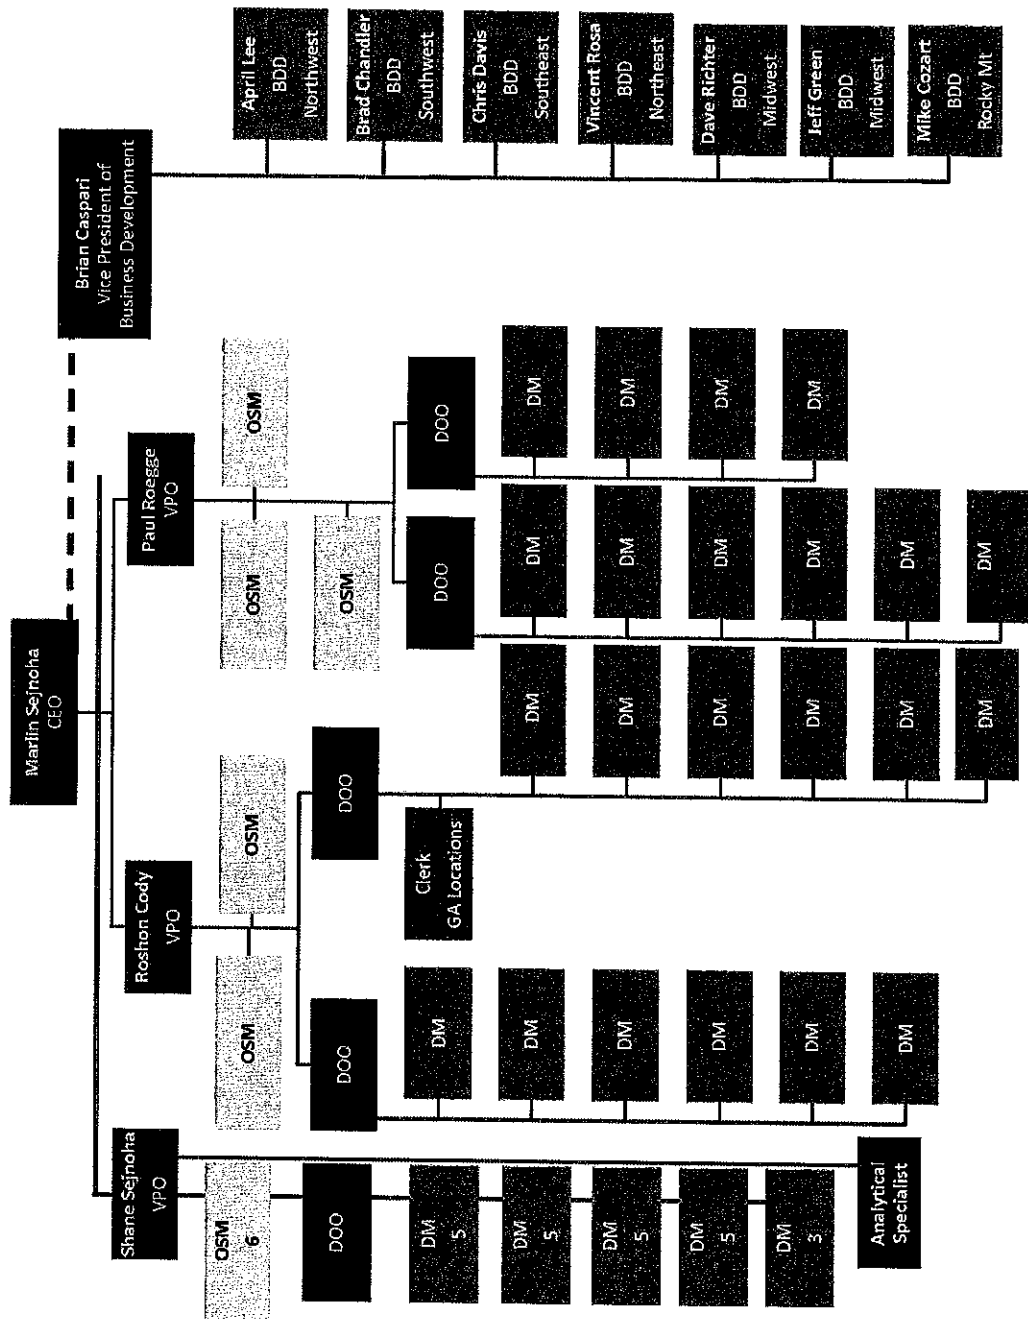 Marlin Sejnoha
CEO
Shane Sejnoha
VPO
OSM
6
DOO
DM
5
DM
5
DM
5
DM
5
DM
3
Analytical
Specialist
Roshon Cody
VPO
OSM
OSM
DOO
DM
DM
DM
DM
DM
DM
DOO
Clerk
GA Locations
DM
DM
DM
DM
DM
DM
Paul Roegge
VPO
OSM
OSM
OSM
DOO
DM
DM
DM
DM
DM
DM
DOO
DM
DM
DM
DM
Brian Caspari
Vice President of
Business Development
April Lee
BDD
Northwest
Brad Chandler
BDD
Southwest
Chris Davis
BDD
Southeast
Vincent Rosa
BDD
Northeast
Dave Richter
BDD
Midwest
Jeff Green
BDD
Midwest
Mike Cozart
BDD
Rocky Mt